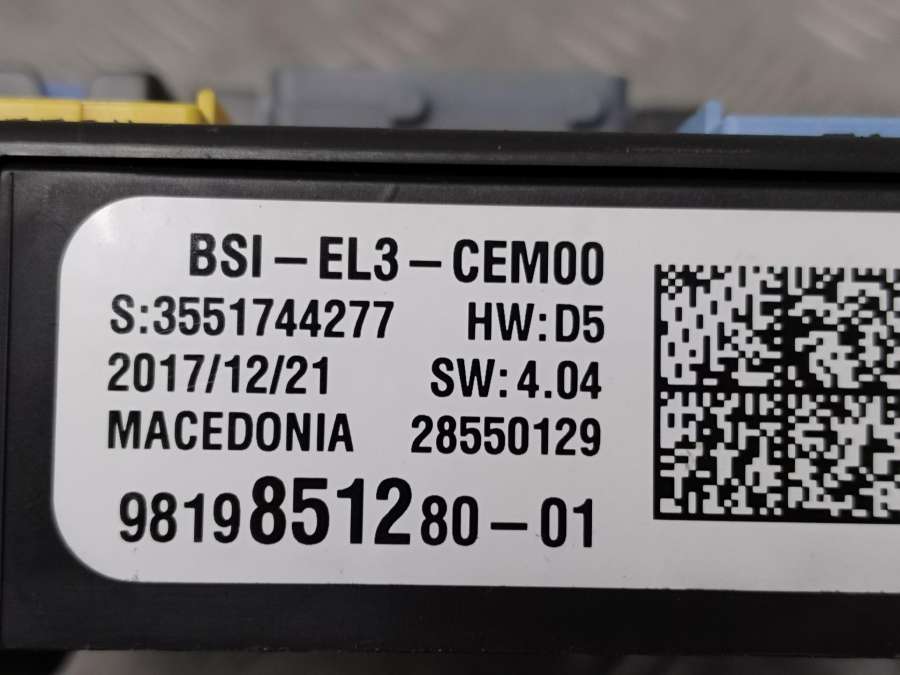 BSI-EL3-CEM00
S:3551744277 HW:D5
2017/12/21 SW:4.04
MACEDONIA 28550129
9819851280-01